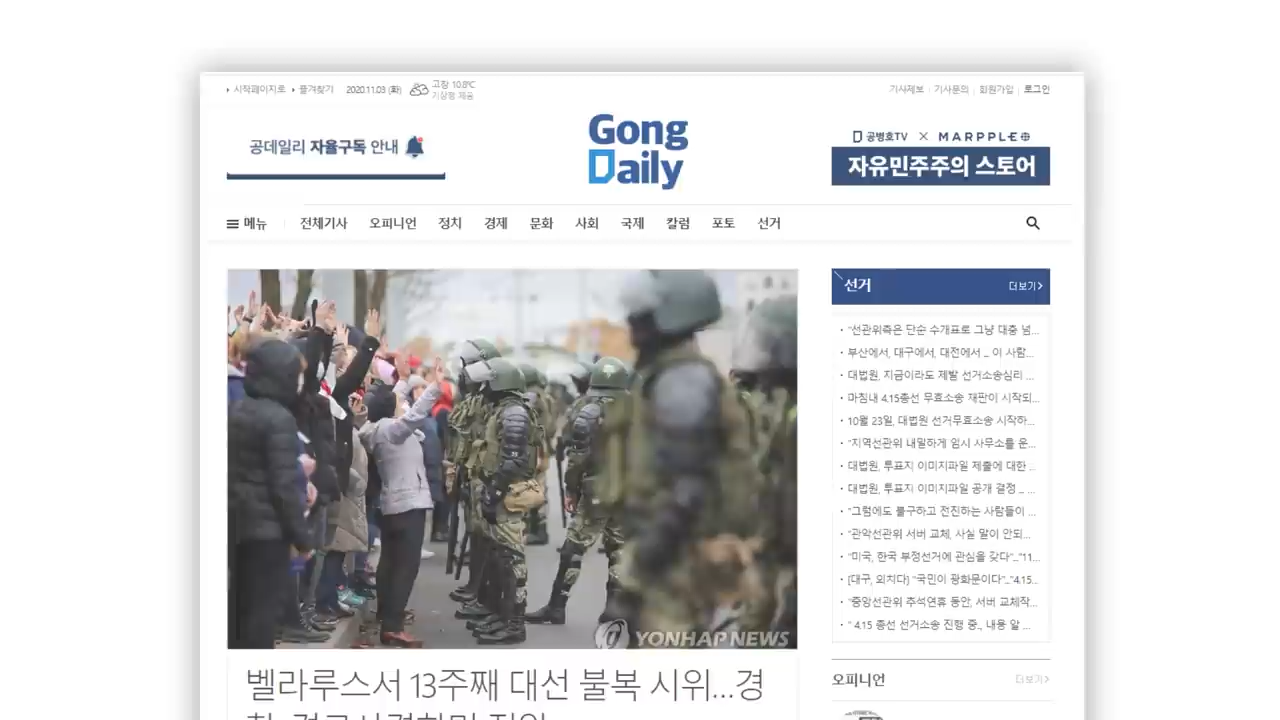 시작페이지로 즐겨찾기 2020.11.03 (화) 고창 10.8℃
기상청 제공
기사제보 기사문의 회원가입 로그인
공데일리 자율구독 안내
Gong
Daily
공병호TV × MARPPLE
자유민주주의 스토어
메뉴 전체기사 오피니언 정치 경제 문화 사회 국제 칼럼 포토 선거
YONHAP NEWS
벨라루스서 13주째 대선 불복 시위...경
선거 더보기
"선관위측은 단순 수개표로 그냥 대충 넘...
부산에서, 대구에서, 대전에서 ... 이 사람...
대법원, 지금이라도 제발 선거소송심리 ...
마침내 4.15총선 무효소송 재판이 시작되...
10월 23일, 대법원 선거무효소송 시작하...
"지역선관위 내밀하게 임시 사무소를 운...
대법원, 투표지 이미지파일 제출에 대한 ...
대법원, 투표지 이미지파일 공개 결정 ... ...
"그럼에도 불구하고 전진하는 사람들이 ...
"관악선관위 서버 교체, 사실 말이 안되...
"미국, 한국 부정선거에 관심을 갖다"..."11...
[대구, 외치다) "국민이 광화문이다"..."4.15...
"중앙선관위 추석연휴 동안, 서버 교체작...
" 4.15 총선 선거소송 진행 중., 내용 알 ...
오피니언 더보기